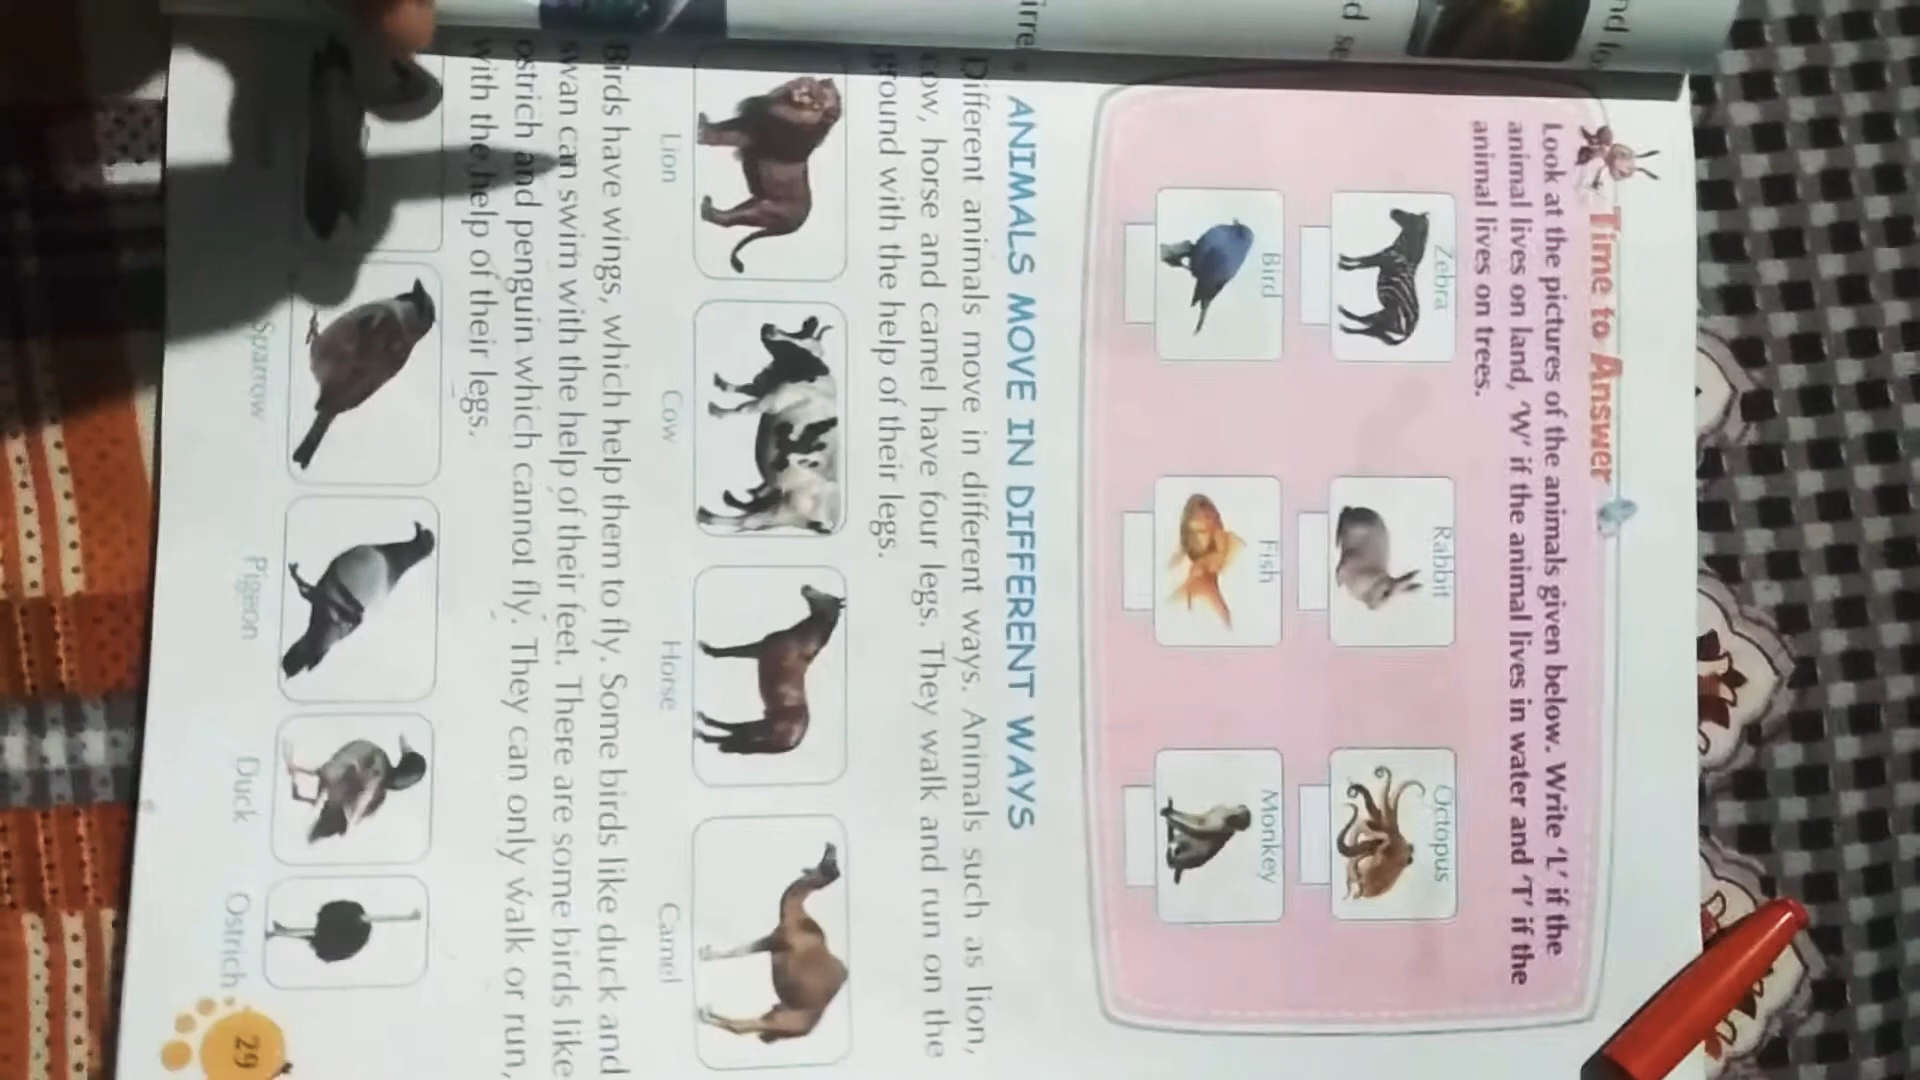 Time to Answer
Look at the pictures of the animals given below. Write ‘L’ if the
animal lives on land, ‘W’ if the animal lives in water and ‘T’ if the
animal lives on trees.
Zebra Rabbit Octopus
Bird Fish Monkey
ANIMALS MOVE IN DIFFERENT WAYS
Different animals move in different ways. Animals such as lion,
cow, horse and camel have four legs. They walk and run on the
ground with the help of their legs.
Lion Cow Horse Camel
Birds have wings, which help them to fly. Some birds like duck and
swan can swim with the help of their feet. There are some birds like
ostrich and penguin which cannot fly. They can only walk or run,
with the help of their legs.
Sparrow Pigeon Duck Ostrich
29